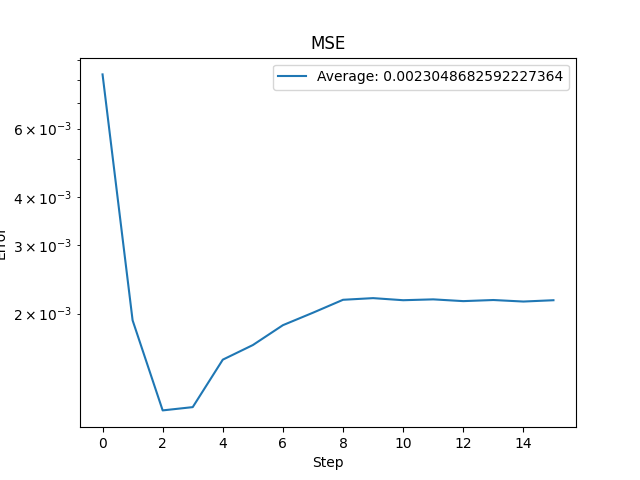 MSE
Average: 0.0023048682592227364
6 × 10⁻³
4 × 10⁻³
3 × 10⁻³
2 × 10⁻³
Error
0 2 4 6 8 10 12 14
Step